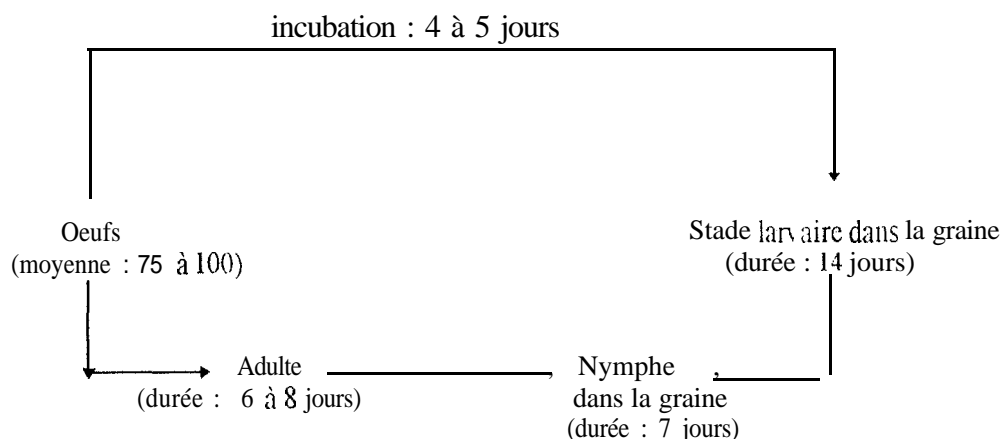 incubation : 4 à 5 jours
Oeufs
(moyenne : 75 à 100)
Stade larvaire dans la graine
(durée : 14 jours)
Adulte
(durée : 6 à 8 jours)
Nymphe
dans la graine
(durée : 7 jours)